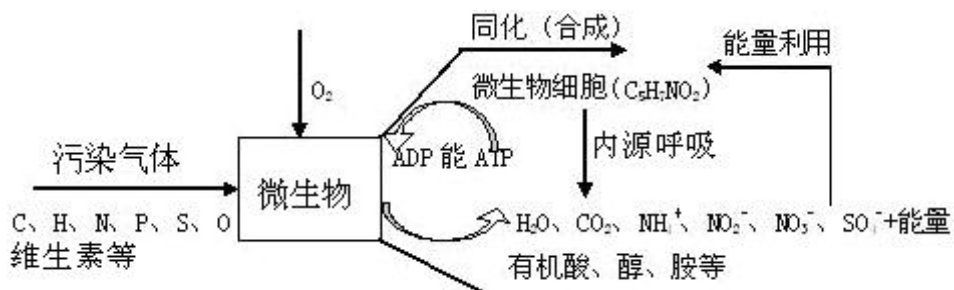 同化（合成）
能量利用
O₂
微生物细胞(C₅H₇NO₂)
污染气体
ADP 能 ATP
内源呼吸
微生物
C、H、N、P、S、O
H₂O、CO₂、NH₄⁺、NO₂⁻、NO₃⁻、SO₄⁻+能量
维生素等
有机酸、醇、胺等